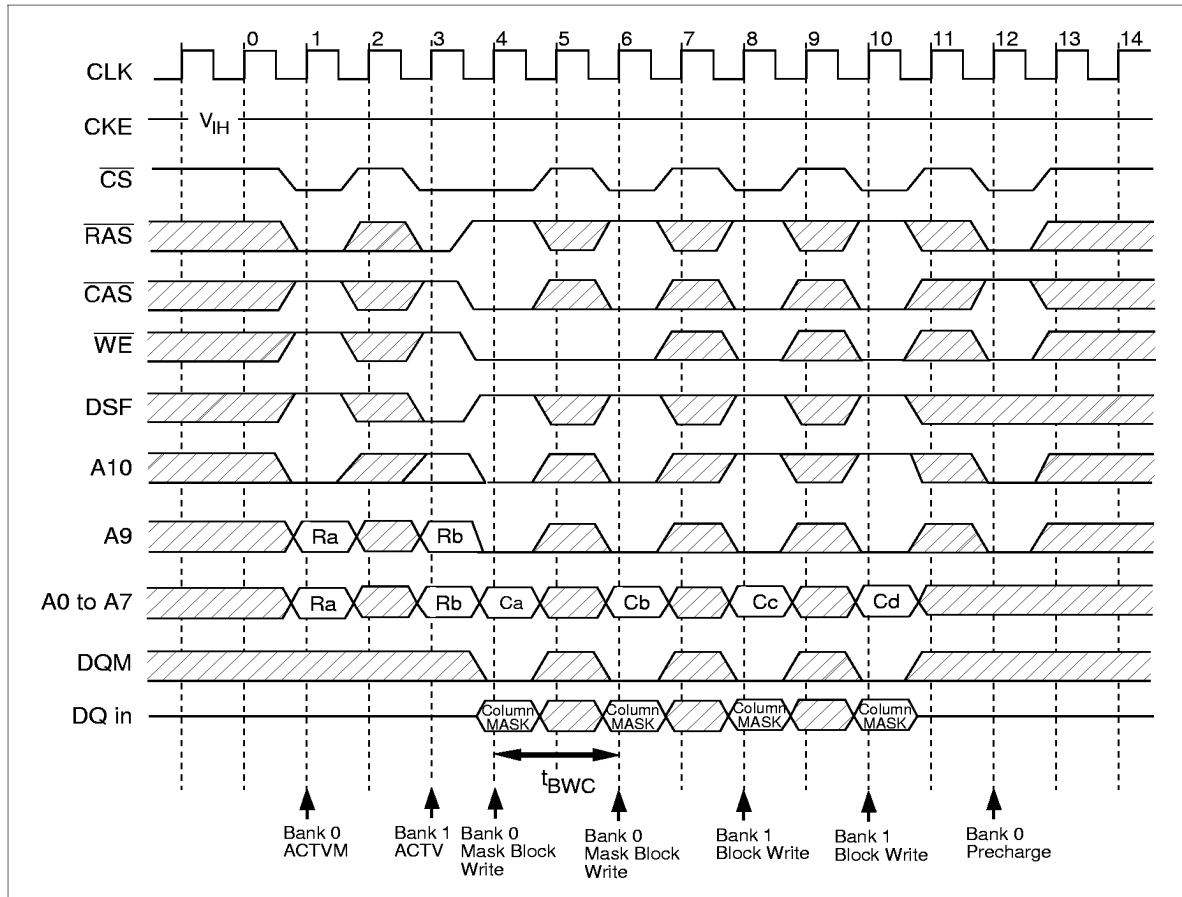 0 1 2 3 4 5 6 7 8 9 10 11 12 13 14
CLK
CKE VIH
CS
RAS
CAS
WE
DSF
A10
A9 Ra Rb
A0 to A7 Ra Rb Ca Cb Cc Cd
DQM
DQ in Column MASK Column MASK Column MASK Column MASK
tBWC
Bank 0 ACTVM
Bank 1 ACTV
Bank 0 Mask Block Write
Bank 0 Mask Block Write
Bank 1 Block Write
Bank 1 Block Write
Bank 0 Precharge